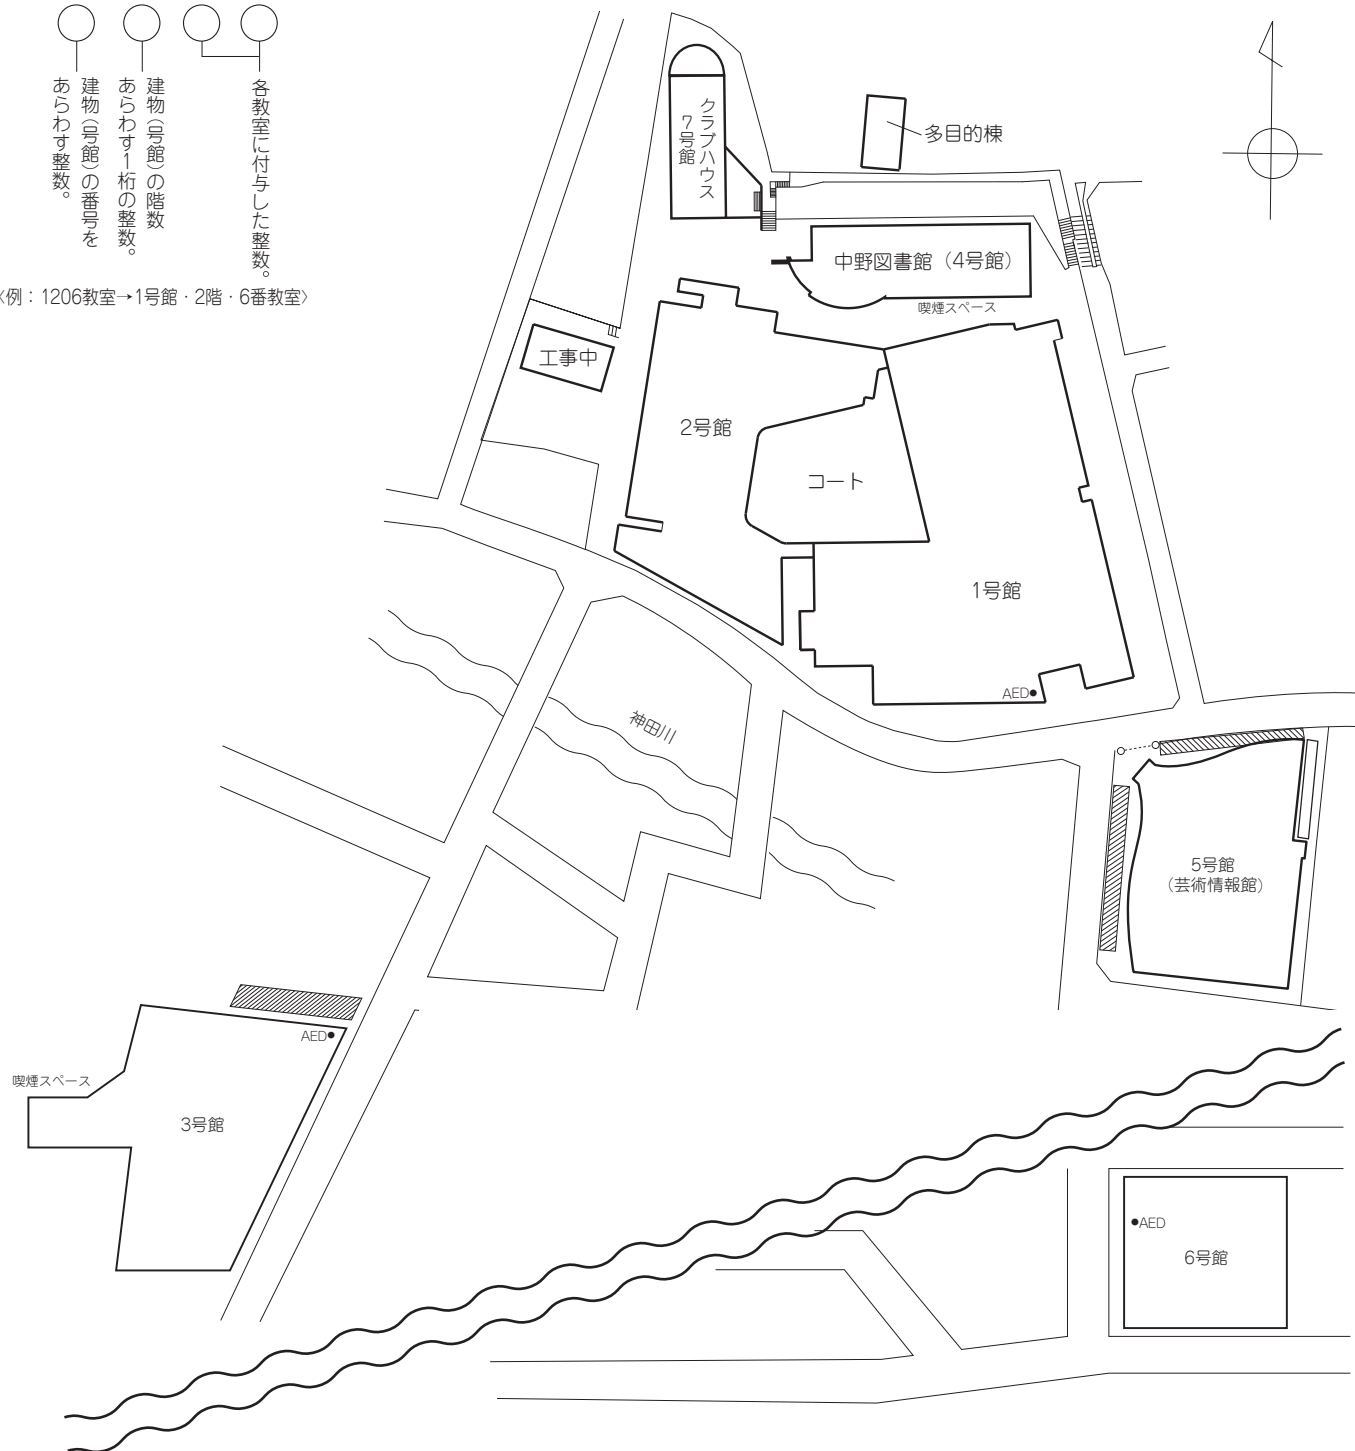 各教室に付与した整数。
建物(号館)の階数
あらわす1桁の整数。
建物(号館)の番号を
あらわす整数。
〈例：1206教室→1号館・2階・6番教室〉
クラブハウス
7号館
多目的棟
中野図書館（4号館）
喫煙スペース
工事中
2号館
コート
1号館
AED
神田川
5号館
（芸術情報館）
AED
喫煙スペース
3号館
AED
6号館